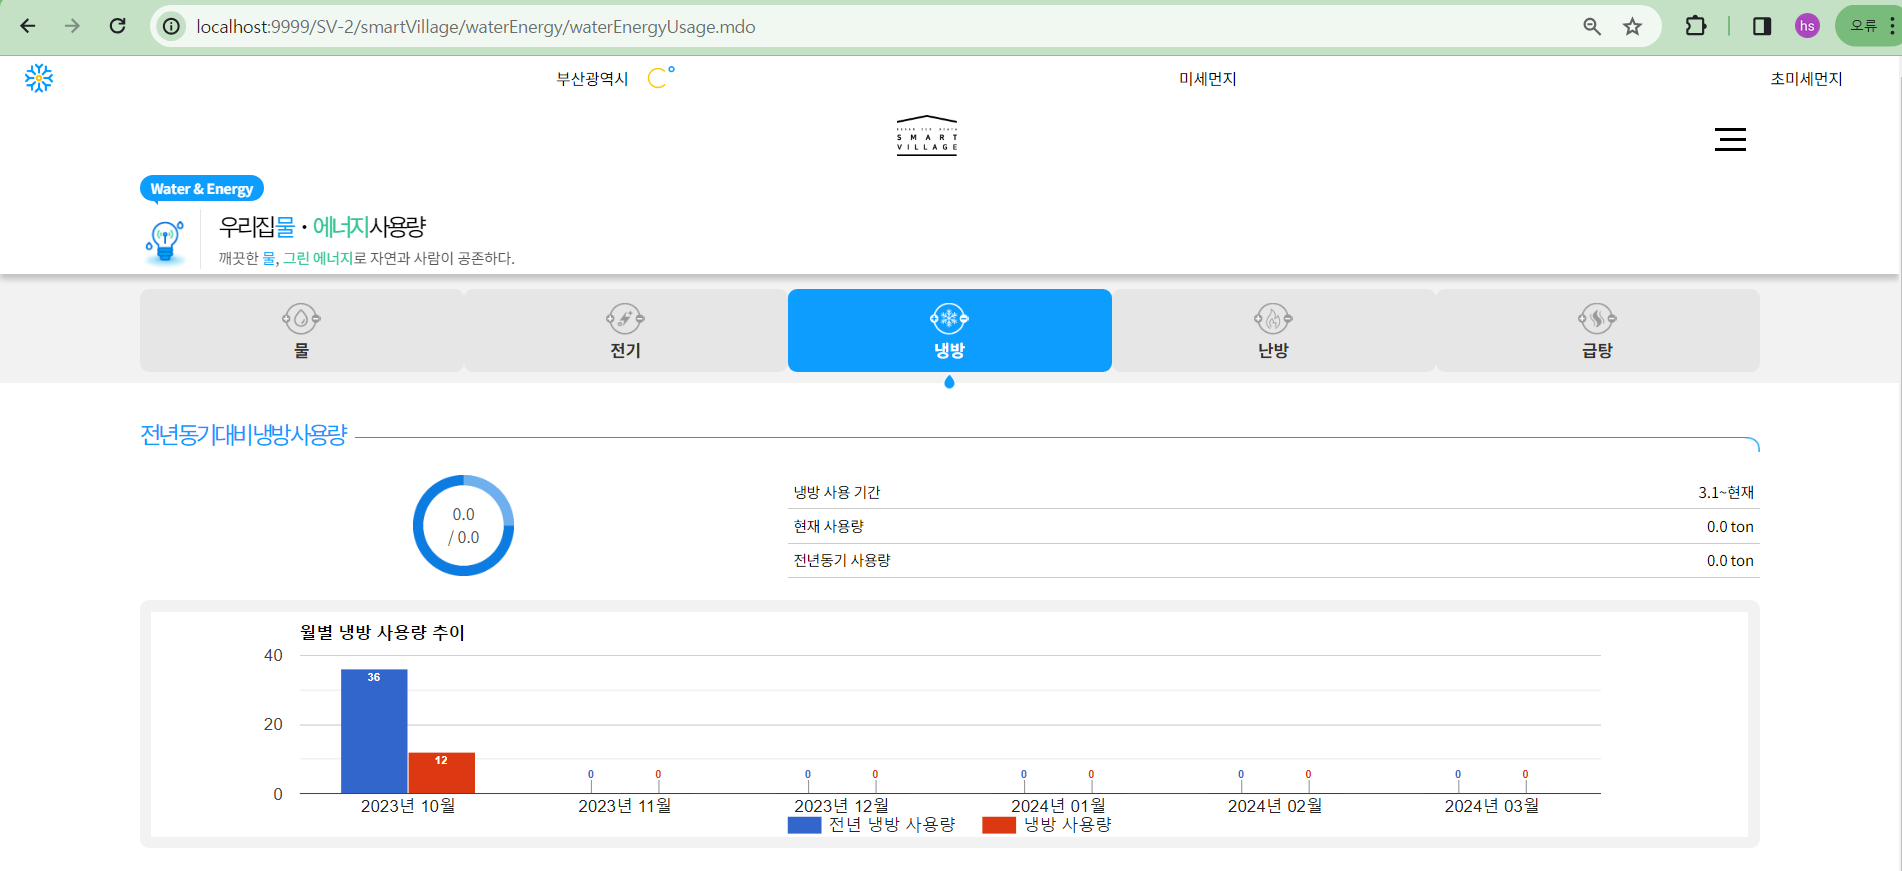 localhost:9999/SV-2/smartVillage/waterEnergy/waterEnergyUsage.mdo
hs
오류
부산광역시
미세먼지
초미세먼지
SMART
VILLAGE
Water & Energy
우리집물・에너지사용량
깨끗한 물, 그린 에너지로 자연과 사람이 공존하다.
물
전기
냉방
난방
급탕
전년동기대비냉방사용량
0.0
/ 0.0
냉방 사용 기간
3.1~현재
현재 사용량
0.0 ton
전년동기 사용량
0.0 ton
월별 냉방 사용량 추이
40
20
0
36
12
0 0
0 0
0 0
0 0
0 0
2023년 10월
2023년 11월
2023년 12월
2024년 01월
2024년 02월
2024년 03월
전년 냉방 사용량
냉방 사용량